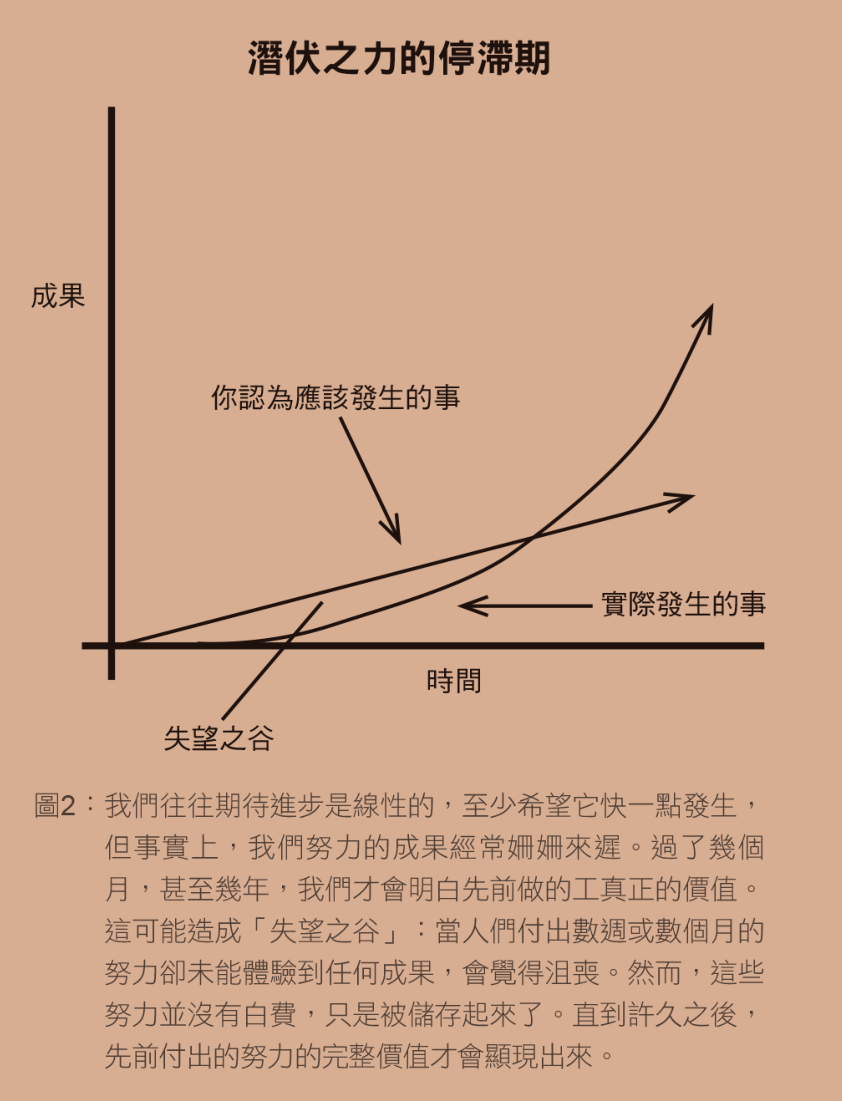 潛伏之力的停滯期
成果
你認為應該發生的事
實際發生的事
時間
失望之谷
圖2：我們往往期待進步是線性的，至少希望它快一點發生，
但事實上，我們努力的成果經常姍姍來遲。過了幾個
月，甚至幾年，我們才會明白先前做的工真正的價值。
這可能造成「失望之谷」：當人們付出數週或數個月的
努力卻未能體驗到任何成果，會覺得沮喪。然而，這些
努力並沒有白費，只是被儲存起來了。直到許久之後，
先前付出的努力的完整價值才會顯現出來。